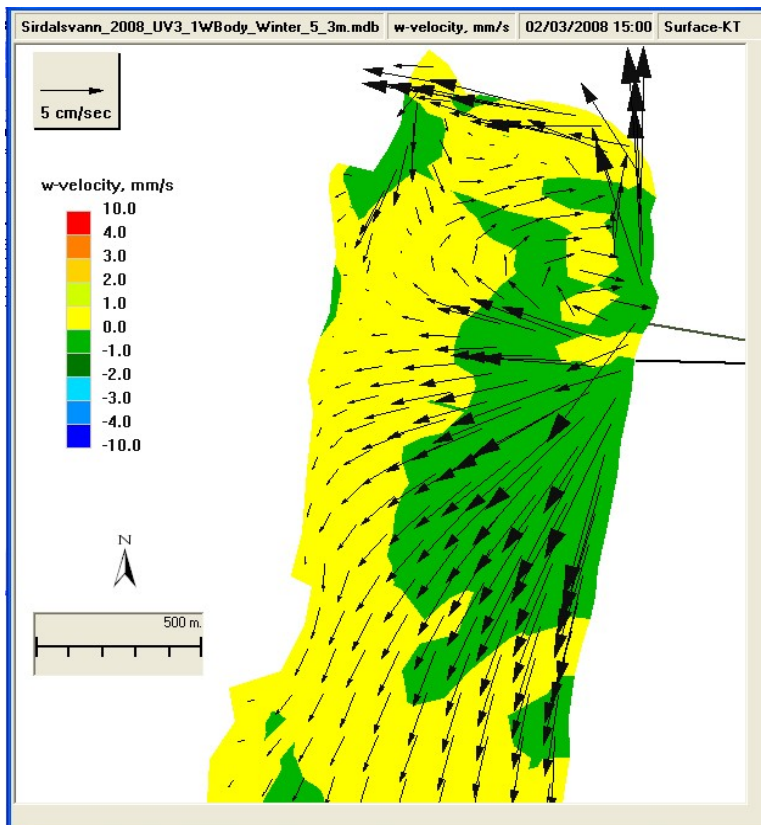 Sirdalsvann_2008_UV3_1WBody_Winter_5_3m.mdb w-velocity, mm/s 02/03/2008 15:00 Surface-KT
5 cm/sec
w-velocity, mm/s
10.0
4.0
3.0
2.0
1.0
0.0
-1.0
-2.0
-3.0
-4.0
-10.0
N
500 m.